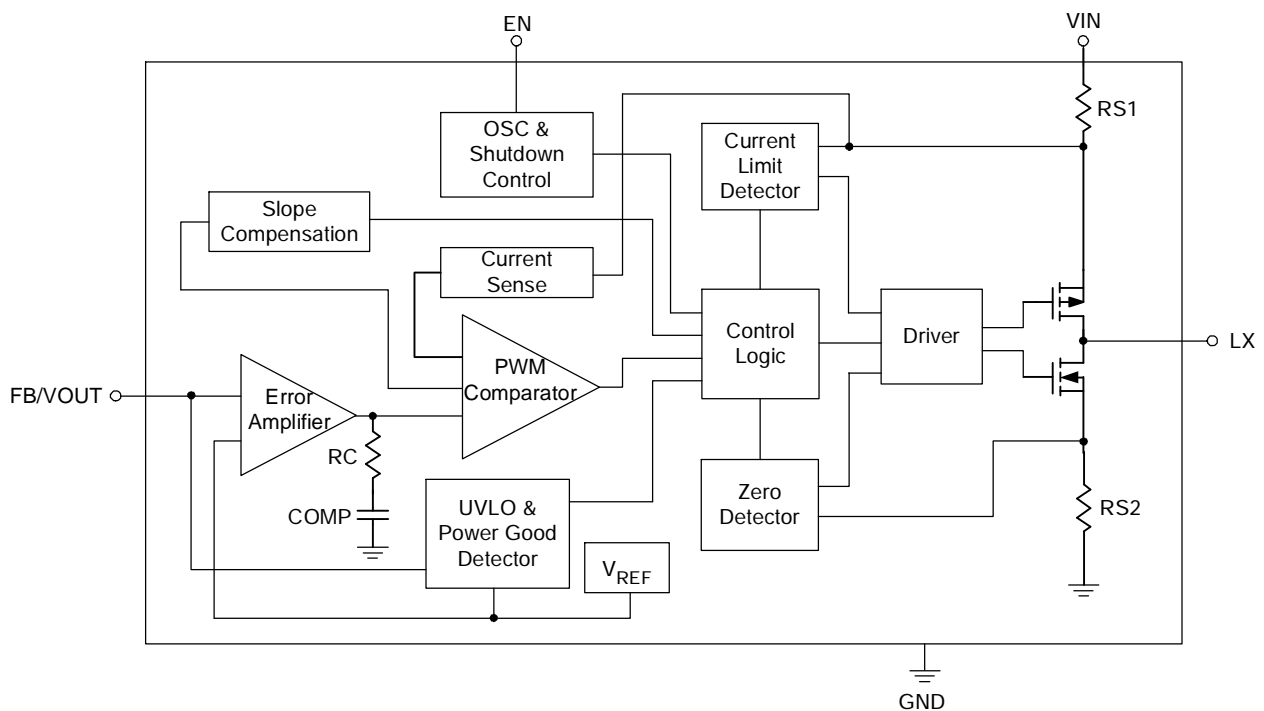 EN
VIN
OSC &
Shutdown
Control
Current
Limit
Detector
RS1
Slope
Compensation
Current
Sense
Control
Logic
Driver
LX
PWM
Comparator
FB/VOUT
Error
Amplifier
RC
COMP
UVLO &
Power Good
Detector
VREF
Zero
Detector
RS2
GND